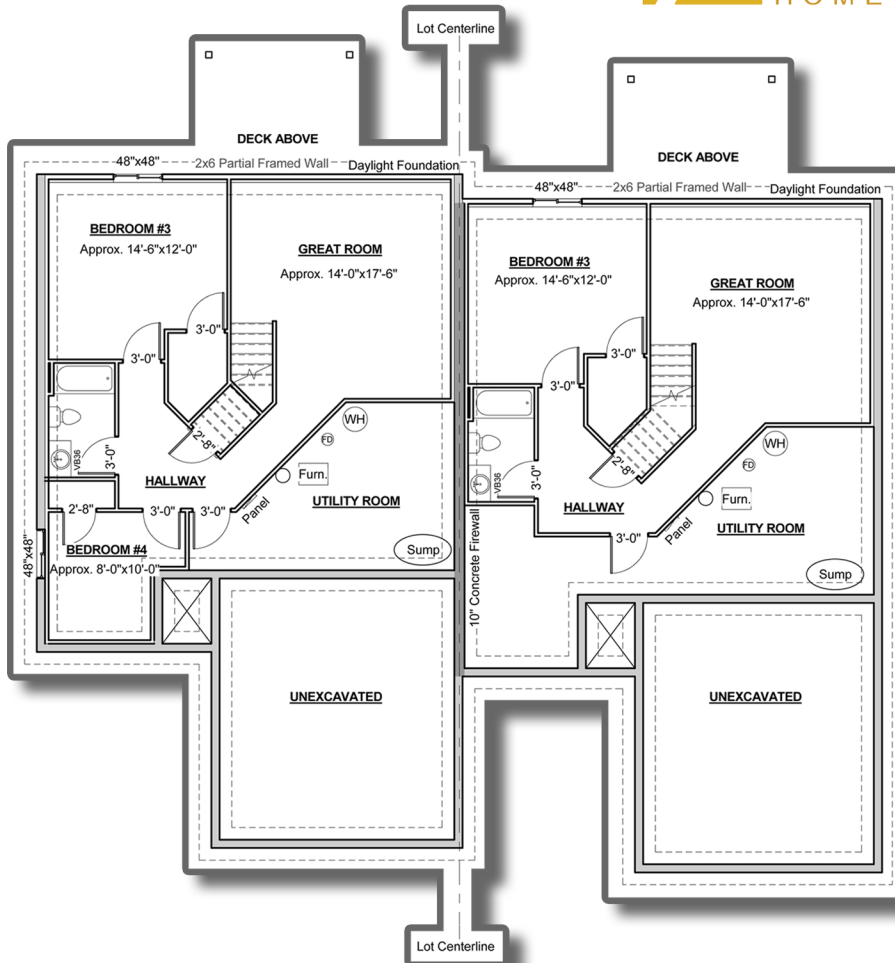 HOME
Lot Centerline
DECK ABOVE
DECK ABOVE
48"x48"
2x6 Partial Framed Wall
Daylight Foundation
48"x48"
2x6 Partial Framed Wall
Daylight Foundation
BEDROOM #3
Approx. 14'-6"x12'-0"
GREAT ROOM
Approx. 14'-0"x17'-6"
BEDROOM #3
Approx. 14'-6"x12'-0"
GREAT ROOM
Approx. 14'-0"x17'-6"
3'-0"
3'-0"
3'-0"
3'-0"
WH
FD
2'-8"
VB36
3'-0"
HALLWAY
Furn.
Panel
UTILITY ROOM
WH
FD
2'-8"
VB36
3'-0"
HALLWAY
Furn.
Panel
UTILITY ROOM
2'-8"
3'-0"
3'-0"
3'-0"
48"x48"
BEDROOM #4
Approx. 8'-0"x10'-0"
Sump
10" Concrete Firewall
Sump
UNEXCAVATED
UNEXCAVATED
Lot Centerline